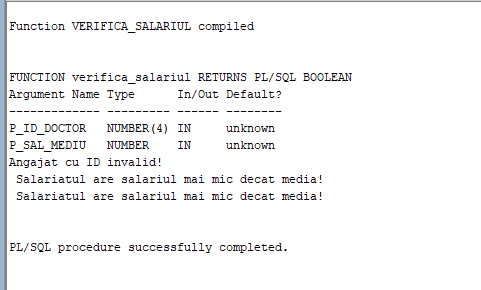 Function VERIFICA_SALARIUL compiled
FUNCTION verifica_salariul RETURNS PL/SQL BOOLEAN
Argument Name Type      In/Out Default?
------------- --------- ------ --------
P_ID_DOCTOR   NUMBER(4) IN     unknown
P_SAL_MEDIU   NUMBER    IN     unknown
Angajat cu ID invalid!
 Salariatul are salariul mai mic decat media!
 Salariatul are salariul mai mic decat media!
PL/SQL procedure successfully completed.